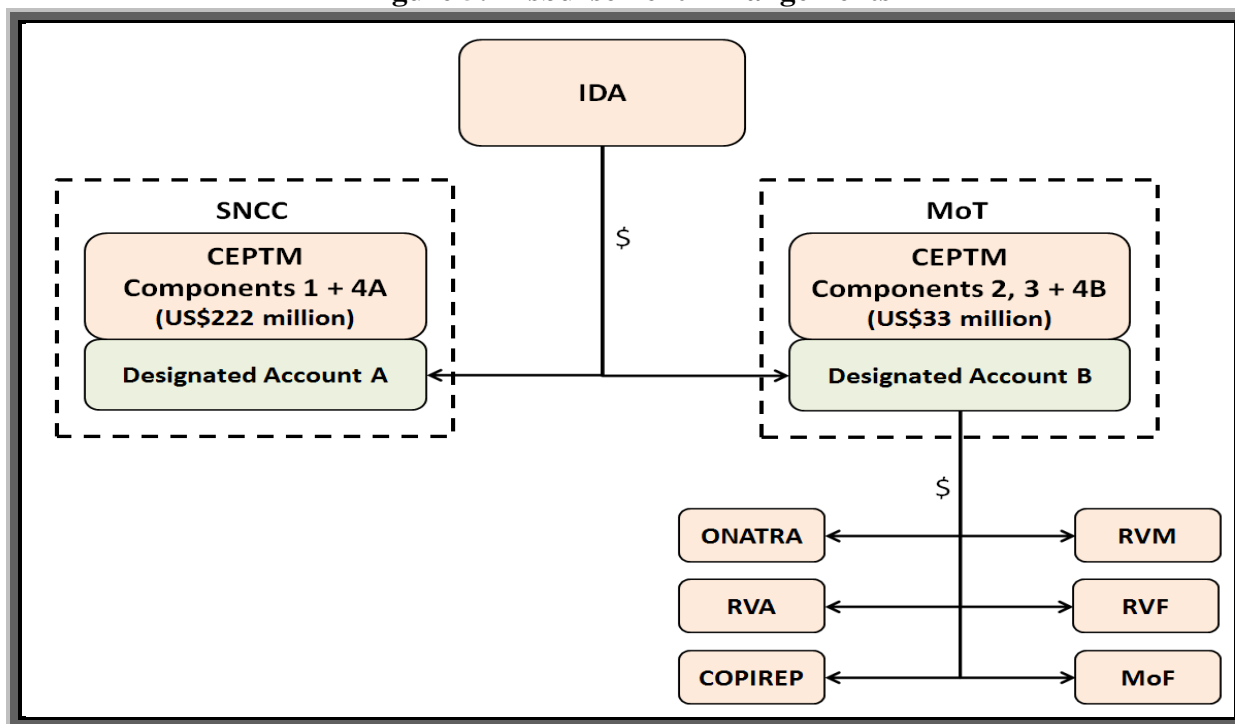 IDA
SNCC
CEPTM
Components 1 + 4A
(US$222 million)
Designated Account A
$
MoT
CEPTM
Components 2, 3 + 4B
(US$33 million)
Designated Account B
$
ONATRA
RVM
RVA
RVF
COPIREP
MoF